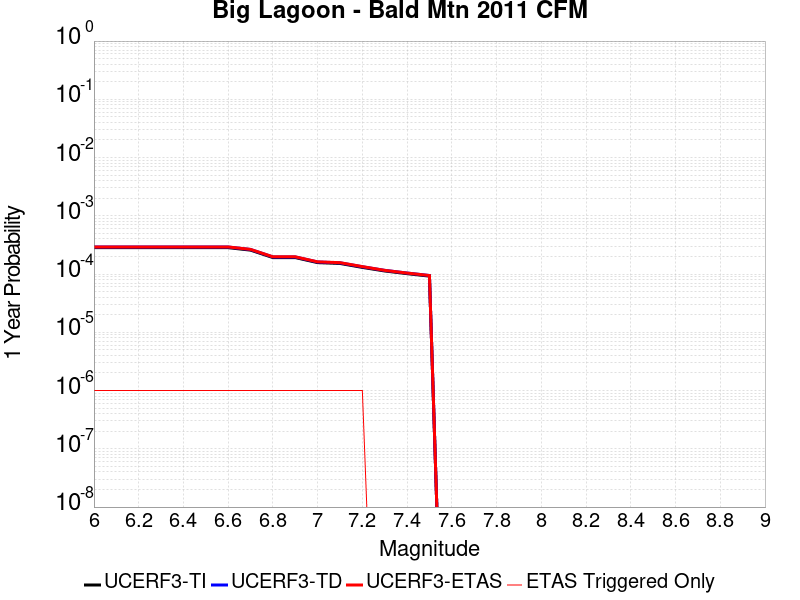 Big Lagoon - Bald Mtn 2011 CFM
10^0
10^-1
10^-2
10^-3
10^-4
10^-5
10^-6
10^-7
10^-8
1 Year Probability
6 6.2 6.4 6.6 6.8 7 7.2 7.4 7.6 7.8 8 8.2 8.4 8.6 8.8 9
Magnitude
UCERF3-TI UCERF3-TD UCERF3-ETAS ETAS Triggered Only